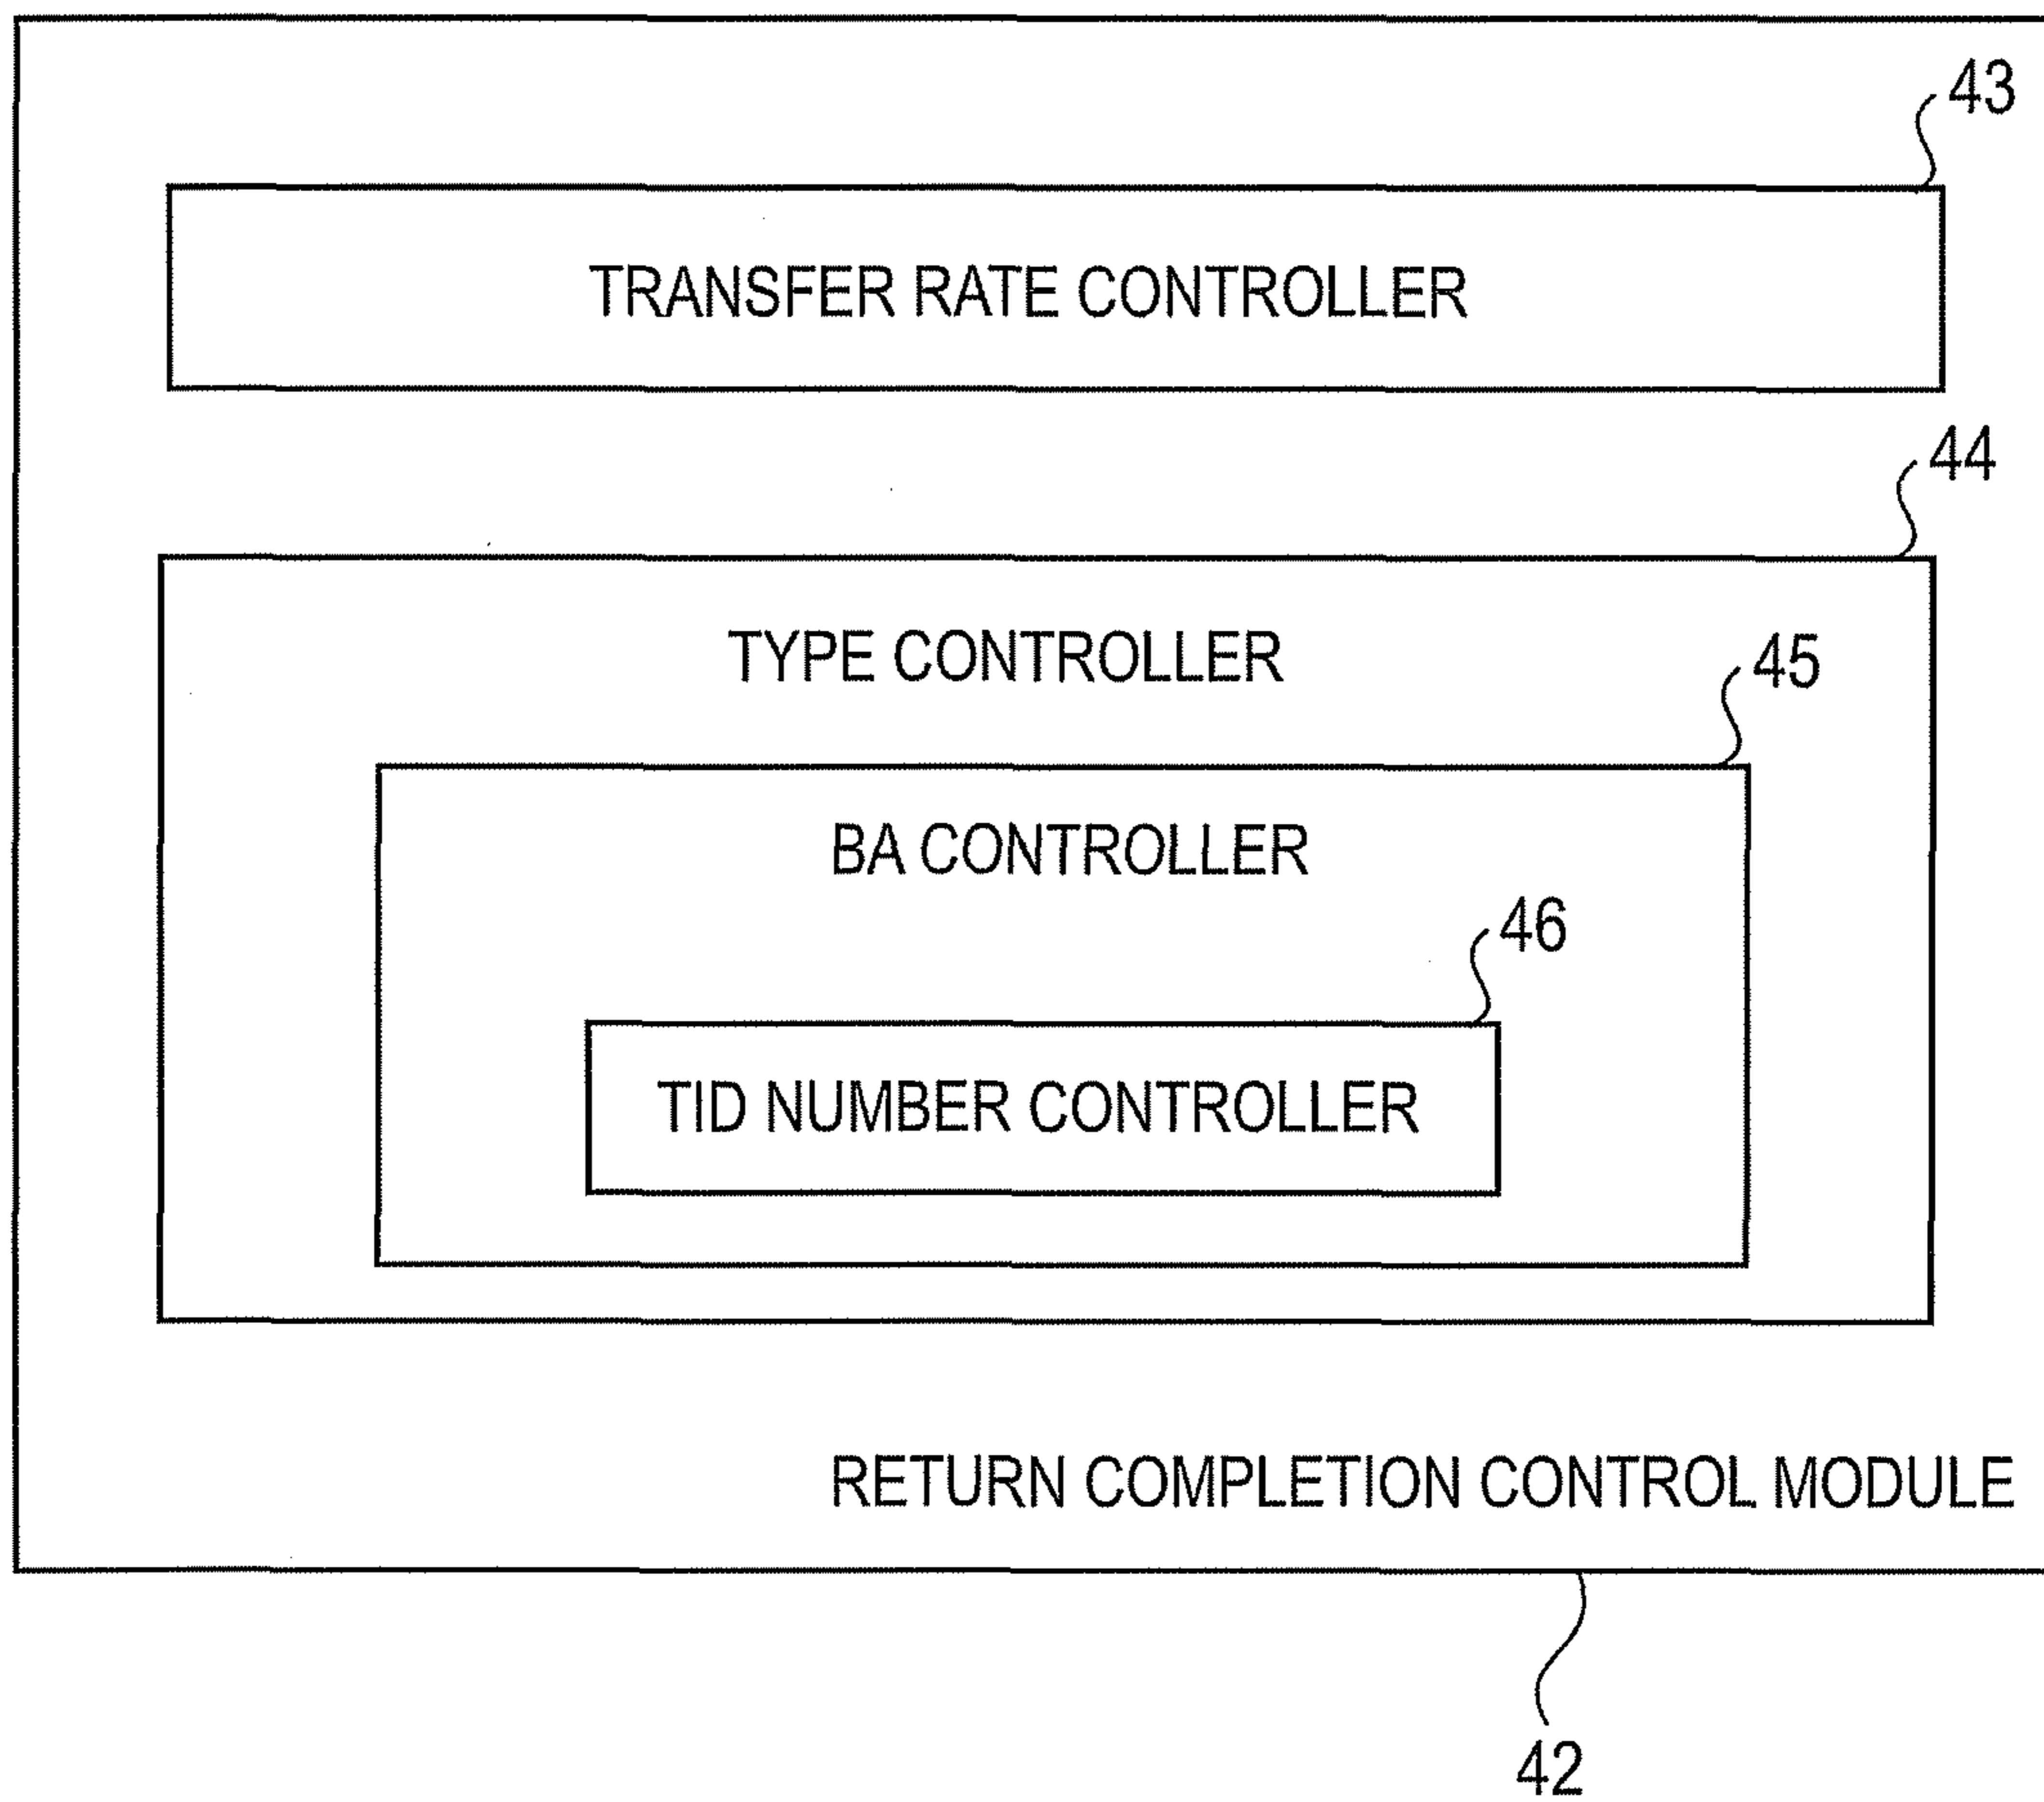 43
TRANSFER RATE CONTROLLER
44
TYPE CONTROLLER
45
BA CONTROLLER
46
TID NUMBER CONTROLLER
RETURN COMPLETION CONTROL MODULE
42